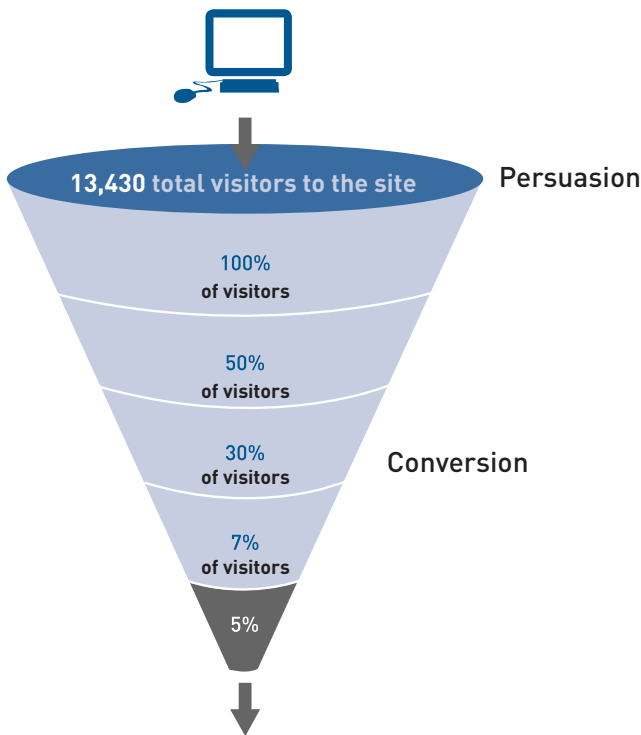 13,430 total visitors to the site
Persuasion
100%
of visitors
50%
of visitors
30%
of visitors
Conversion
7%
of visitors
5%